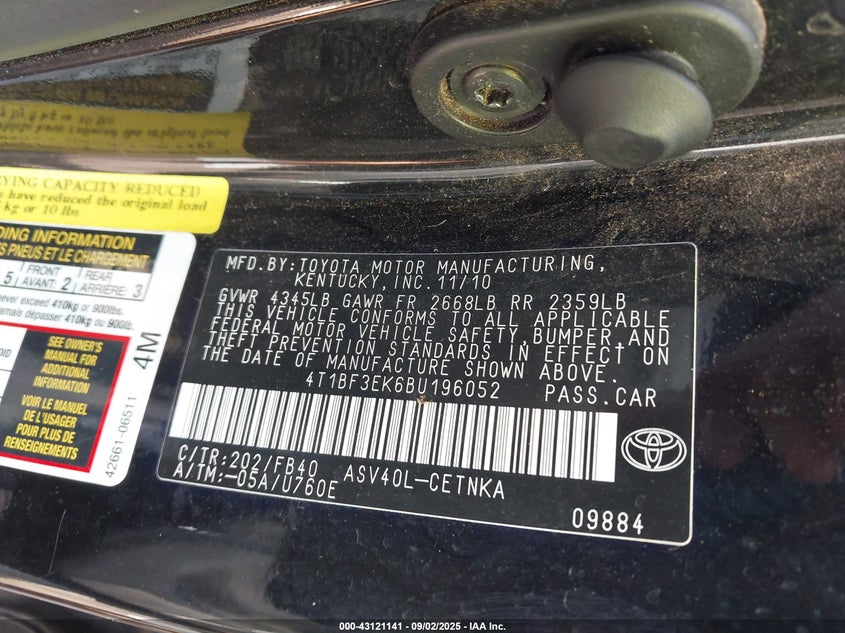 RYING CAPACITY REDUCED
have reduced the original load
kg or 10 lbs
DING INFORMATION
PNEUS ET LE CHARGEMENT
5 FRONT AVANT: 2 REAR ARRIÈRE: 3
never exceed 410kg or 900lbs.
jamais dépasser 410kg ou 900lb.
SEE OWNER'S
MANUAL FOR
ADDITIONAL
INFORMATION
VOIR LE MANUEL
DE L'USAGER
POUR PLUS DE
RENSEIGNEMENTS
4M
42661-06511
MFD.BY:TOYOTA MOTOR MANUFACTURING,
KENTUCKY, INC.11/10
GVWR 4345LB GAWR FR 2668LB RR 2359LB
THIS VEHICLE CONFORMS TO ALL APPLICABLE
FEDERAL MOTOR VEHICLE SAFETY,BUMPER,AND
THEFT PREVENTION STANDARDS IN EFFECT ON
THE DATE OF MANUFACTURE SHOWN ABOVE.
4T1BF3EK6BU196052 PASS.CAR
C/TR:202/FB40 ASV40L-CETNKA
A/TM:-05A/U760E
09884
TOYOTA
000-43121141 - 09/02/2025 - IAA Inc.